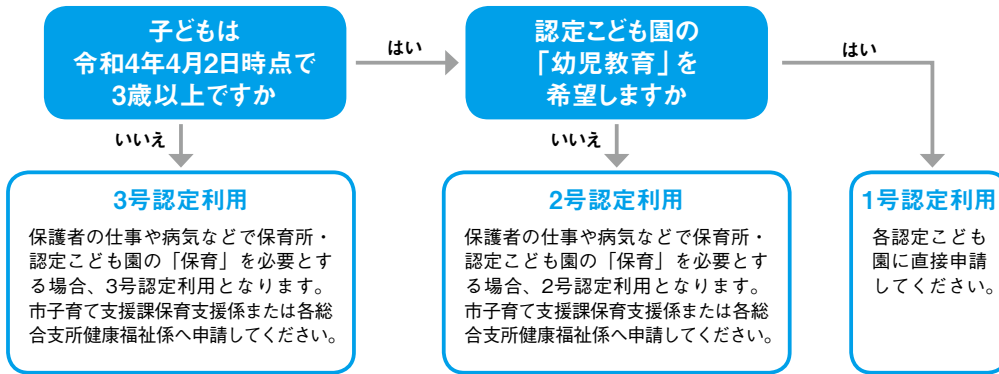 子どもは
令和4年4月2日時点で
3歳以上ですか
はい
認定こども園の
「幼児教育」を
希望しますか
はい
いいえ
いいえ
3号認定利用
保護者の仕事や病気などで保育所・
認定こども園の「保育」を必要とす
る場合、3号認定利用となります。
市子育て支援課保育支援係または各総
合支所健康福祉係へ申請してください。
2号認定利用
保護者の仕事や病気などで保育所・
認定こども園の「保育」を必要とす
る場合、2号認定利用となります。
市子育て支援課保育支援係または各総
合支所健康福祉係へ申請してください。
1号認定利用
各認定こども
園に直接申請
してください。